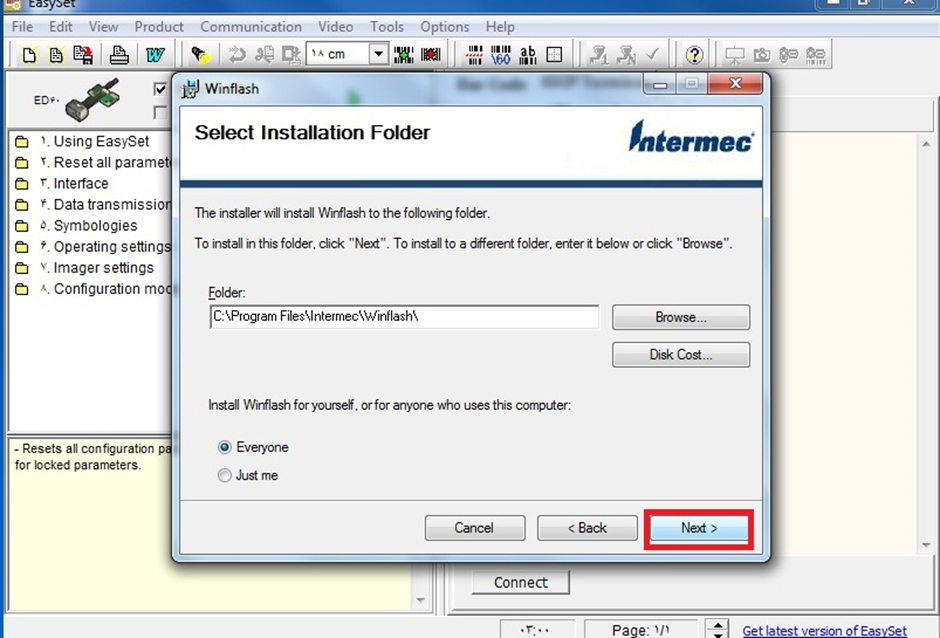 EasySet
File Edit View Product Communication Video Tools Options Help
۱۸ cm
ED۴۰
Winflash
Select Installation Folder
Intermec
The installer will install Winflash to the following folder.
To install in this folder, click "Next". To install to a different folder, enter it below or click "Browse".
Folder:
C:\Program Files\Intermec\Winflash\
Browse...
Disk Cost...
Install Winflash for yourself, or for anyone who uses this computer:
Everyone
Just me
Cancel
< Back
Next >
۱. Using EasySet
۲. Reset all paramet
۳. Interface
۴. Data transmission
۵. Symbologies
۶. Operating settings
۷. Imager settings
۸. Configuration mod
- Resets all configuration pa
for locked parameters.
Connect
۰۳:۰۰
Page: ۱/۱
Get latest version of EasySet